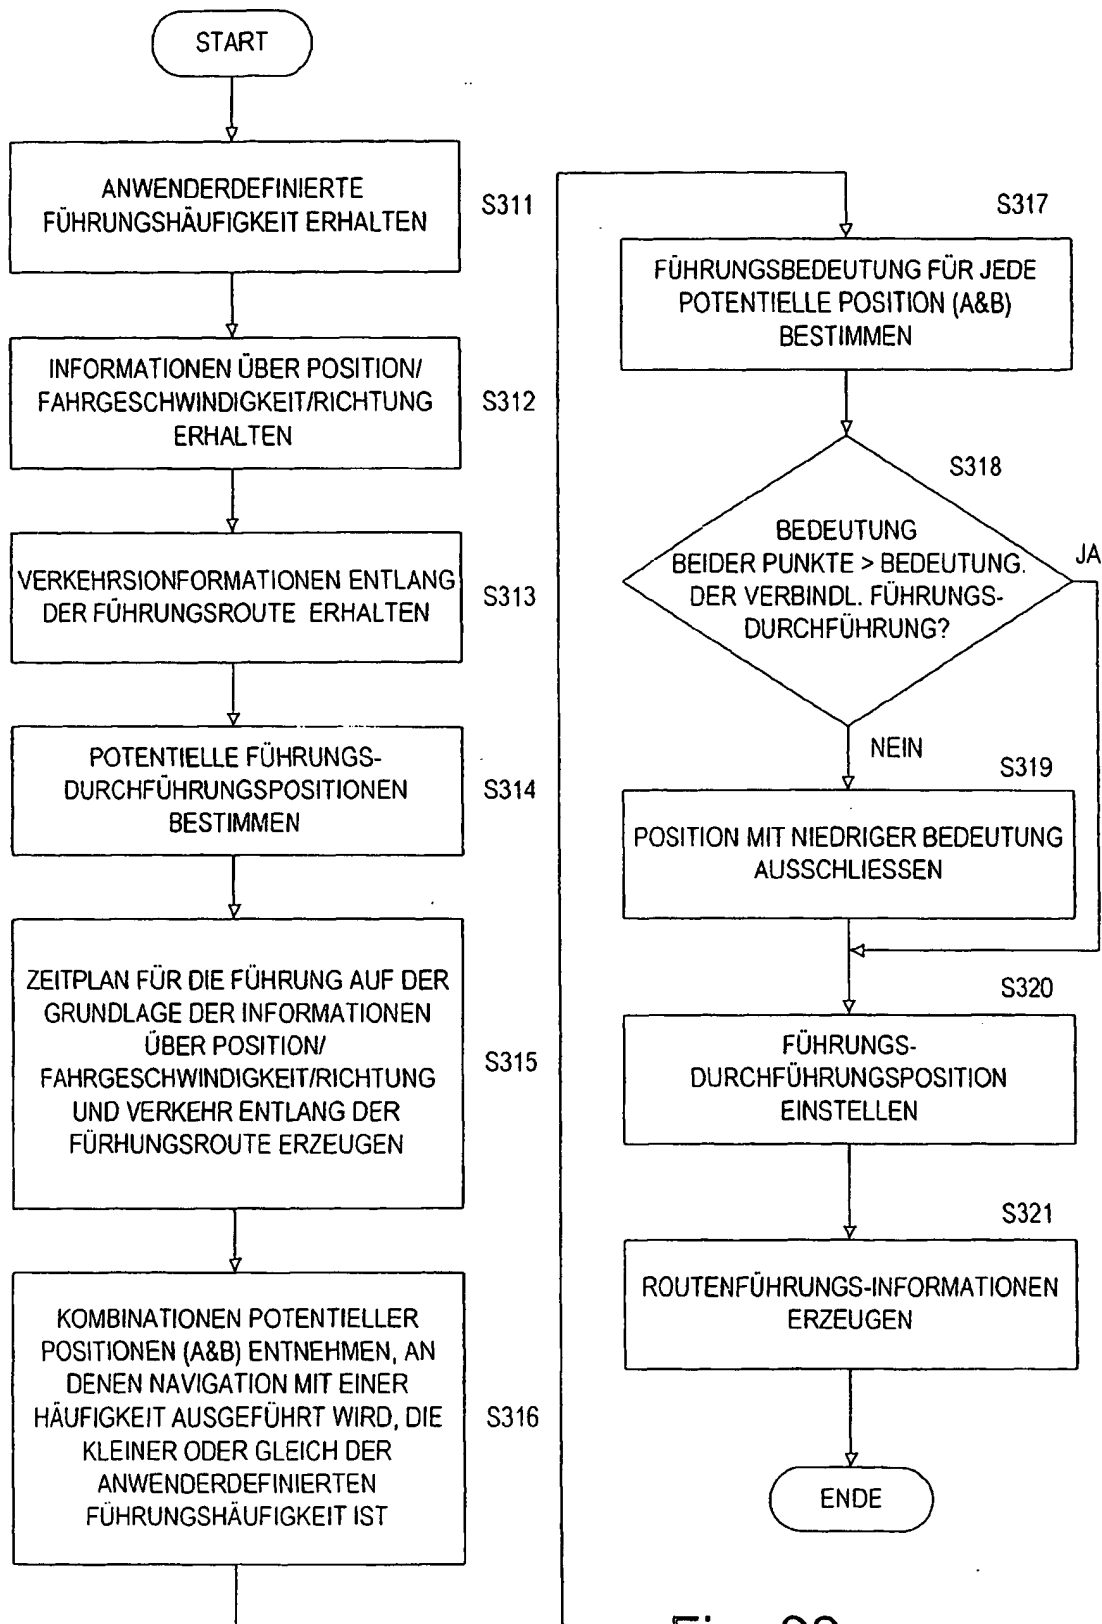 START
ANWENDERDEFINIERTE
FÜHRUNGSHÄUFIGKEIT ERHALTEN
S311
INFORMATIONEN ÜBER POSITION/
FAHRGESCHWINDIGKEIT/RICHTUNG
ERHALTEN
S312
VERKEHRSIONFORMATIONEN ENTLANG
DER FÜHRUNGSROUTE ERHALTEN
S313
POTENTIELLE FÜHRUNGS-
DURCHFÜHRUNGSPOSITIONEN
BESTIMMEN
S314
ZEITPLAN FÜR DIE FÜHRUNG AUF DER
GRUNDLAGE DER INFORMATIONEN
ÜBER POSITION/
FAHRGESCHWINDIGKEIT/RICHTUNG
UND VERKEHR ENTLANG DER
FÜRHUNGSROUTE ERZEUGEN
S315
KOMBINATIONEN POTENTIELLER
POSITIONEN (A&B) ENTNEHMEN, AN
DENEN NAVIGATION MIT EINER
HÄUFIGKEIT AUSGEFÜHRT WIRD, DIE
KLEINER ODER GLEICH DER
ANWENDERDEFINIERTEN
FÜHRUNGSHÄUFIGKEIT IST
S316
S317
FÜHRUNGSBEDEUTUNG FÜR JEDE
POTENTIELLE POSITION (A&B)
BESTIMMEN
S318
BEDEUTUNG
BEIDER PUNKTE > BEDEUTUNG.
DER VERBINDL. FÜHRUNGS-
DURCHFÜHRUNG?
JA
NEIN
S319
POSITION MIT NIEDRIGER BEDEUTUNG
AUSSCHLIESSEN
S320
FÜHRUNGS-
DURCHFÜHRUNGSPOSITION
EINSTELLEN
S321
ROUTENFÜHRUNGS-INFORMATIONEN
ERZEUGEN
ENDE